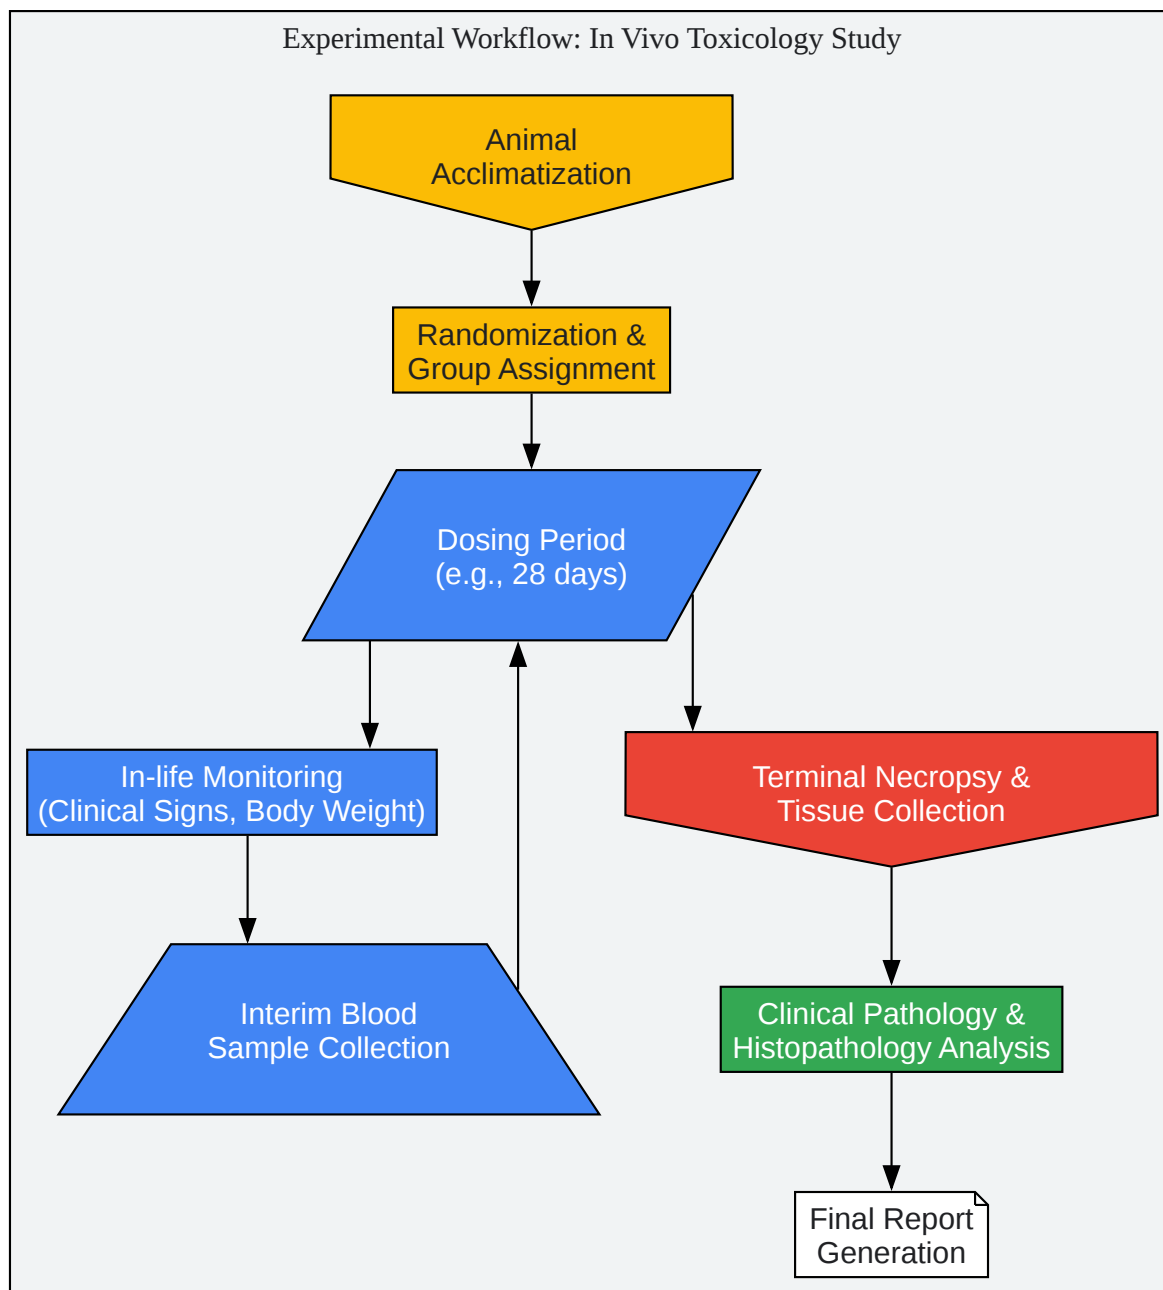 Experimental Workflow: In Vivo Toxicology Study
Animal
Acclimatization
Randomization &
Group Assignment
Dosing Period
(e.g., 28 days)
In-life Monitoring
(Clinical Signs, Body Weight)
Interim Blood
Sample Collection
Terminal Necropsy &
Tissue Collection
Clinical Pathology &
Histopathology Analysis
Final Report
Generation